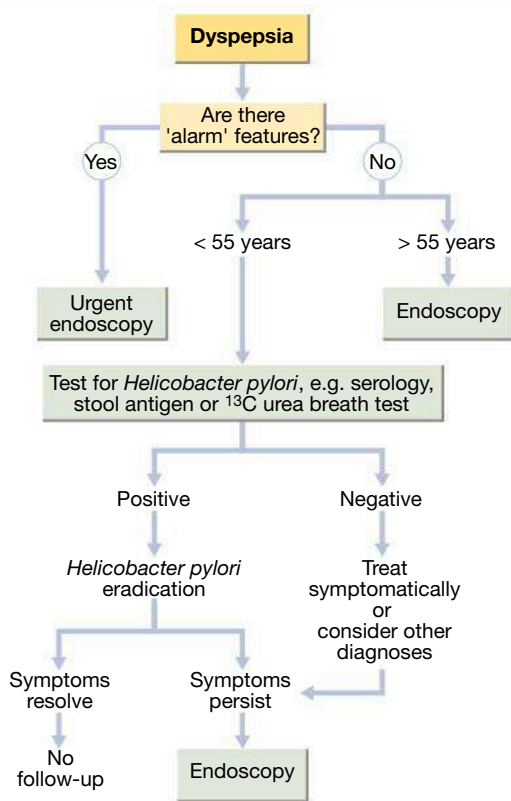 Dyspepsia
Are there
'alarm' features?
Yes
No
< 55 years
> 55 years
Urgent
endoscopy
Endoscopy
Test for Helicobacter pylori, e.g. serology,
stool antigen or ¹³C urea breath test
Positive
Negative
Helicobacter pylori
eradication
Treat
symptomatically
or
consider other
diagnoses
Symptoms
resolve
Symptoms
persist
No
follow-up
Endoscopy